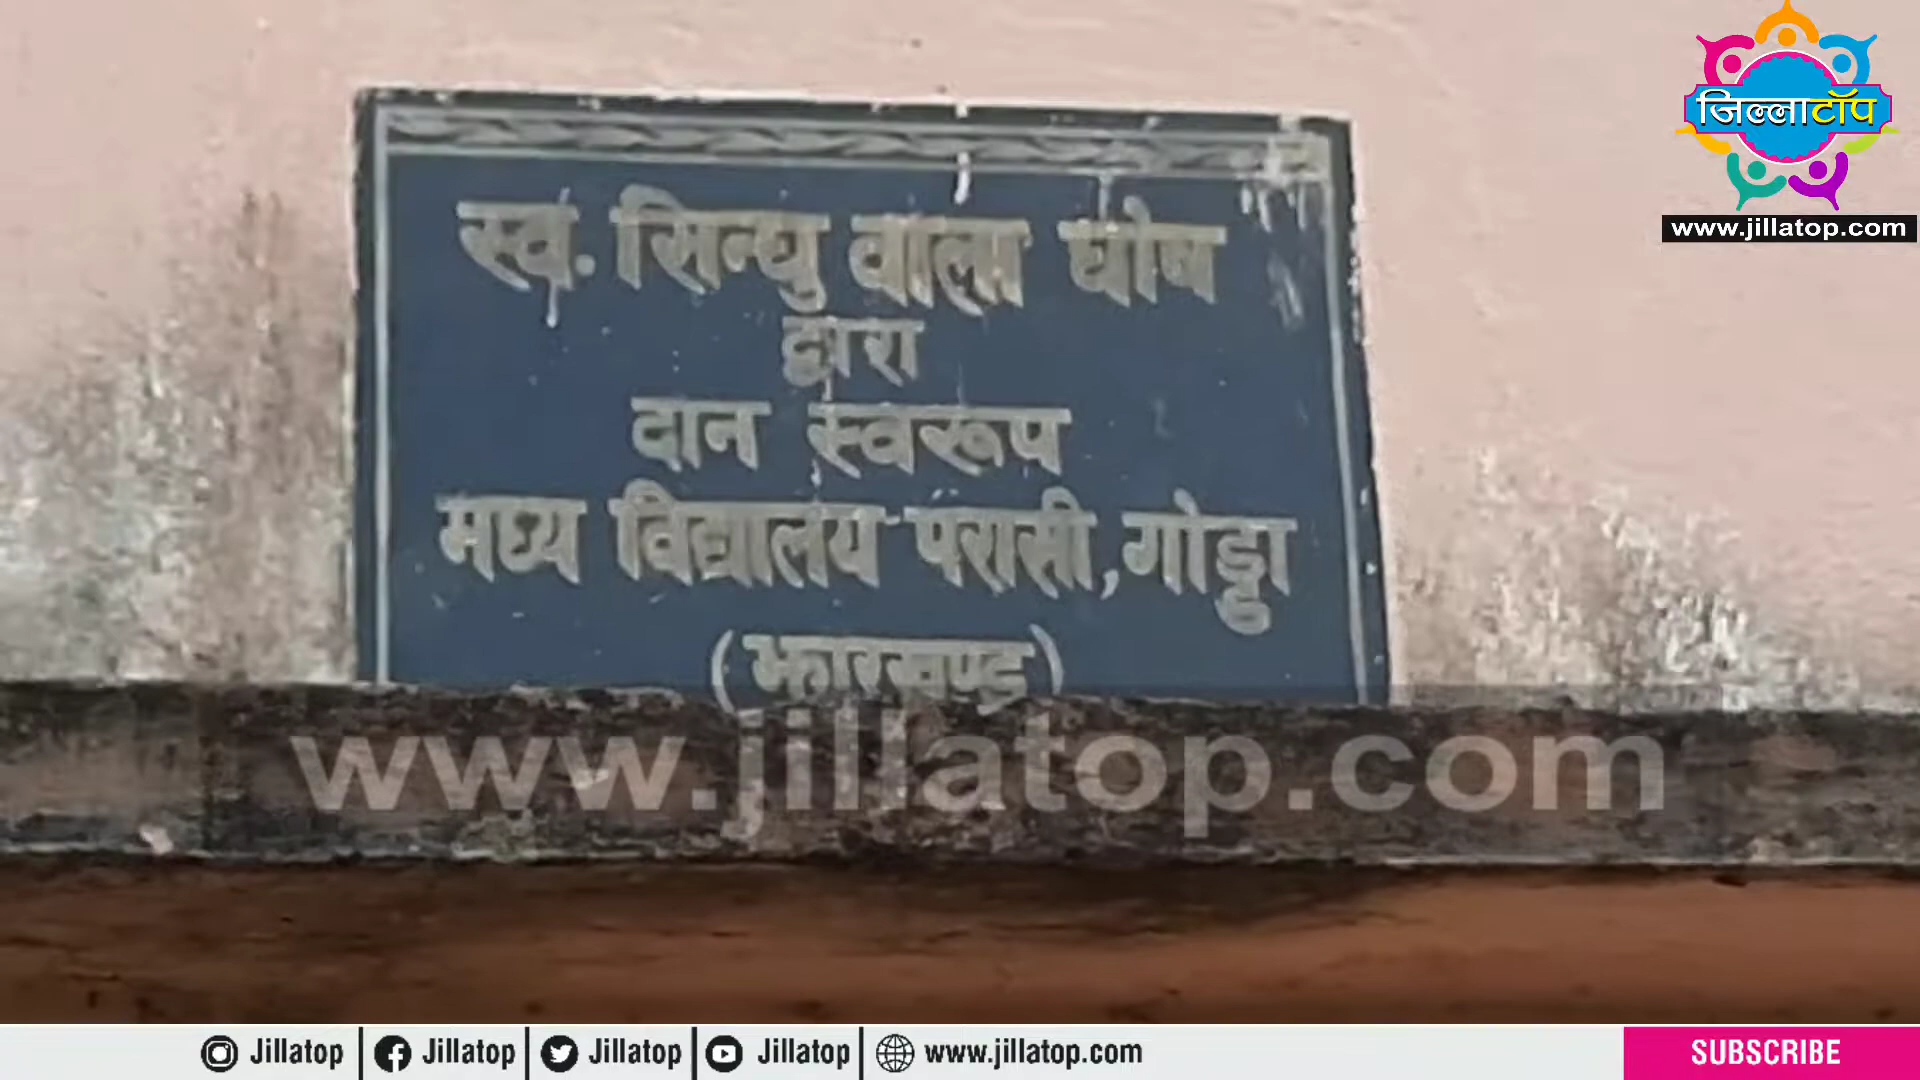 जिल्लाटॉप
www.jillatop.com
स्व. सिन्धु वाला घोष
द्वारा
दान स्वरूप
मध्य विद्यालय परासी, गोड्डा
(झारखण्ड)
www.jillatop.com
Jillatop Jillatop Jillatop Jillatop www.jillatop.com SUBSCRIBE